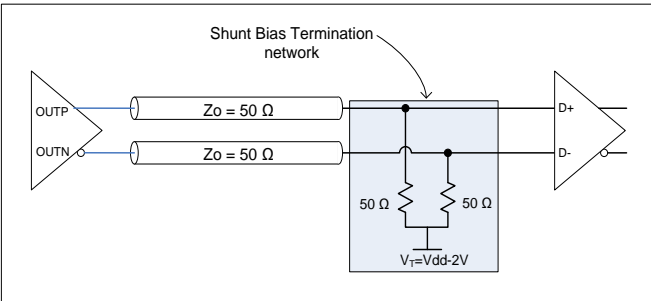 Shunt Bias Termination
network
OUTP
Zo = 50 Ω
D+
OUTN
Zo = 50 Ω
D-
50 Ω
50 Ω
VT=Vdd-2V